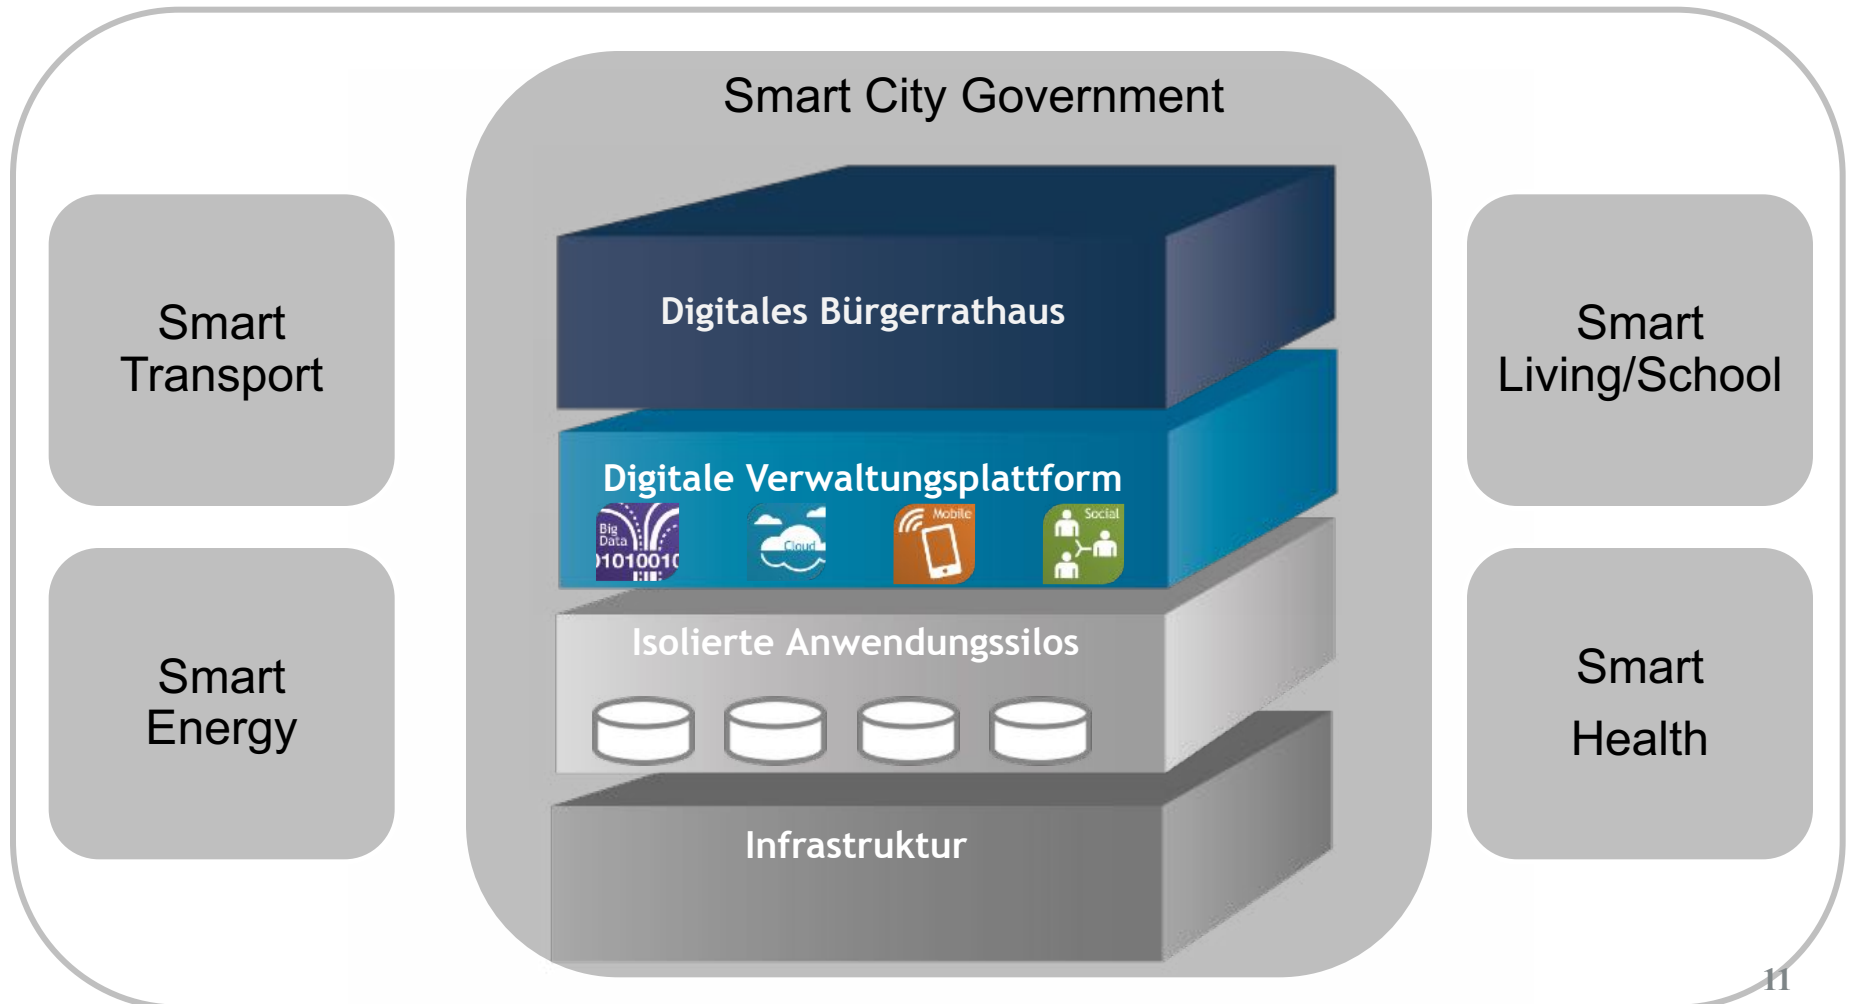 Smart City Government
Smart
Transport
Smart
Energy
Digitales Bürgerrathaus
Digitale Verwaltungsplattform
Big
Data
01010010
Cloud
Mobile
Social
Isolierte Anwendungssilos
Infrastruktur
Smart
Living/School
Smart
Health
11